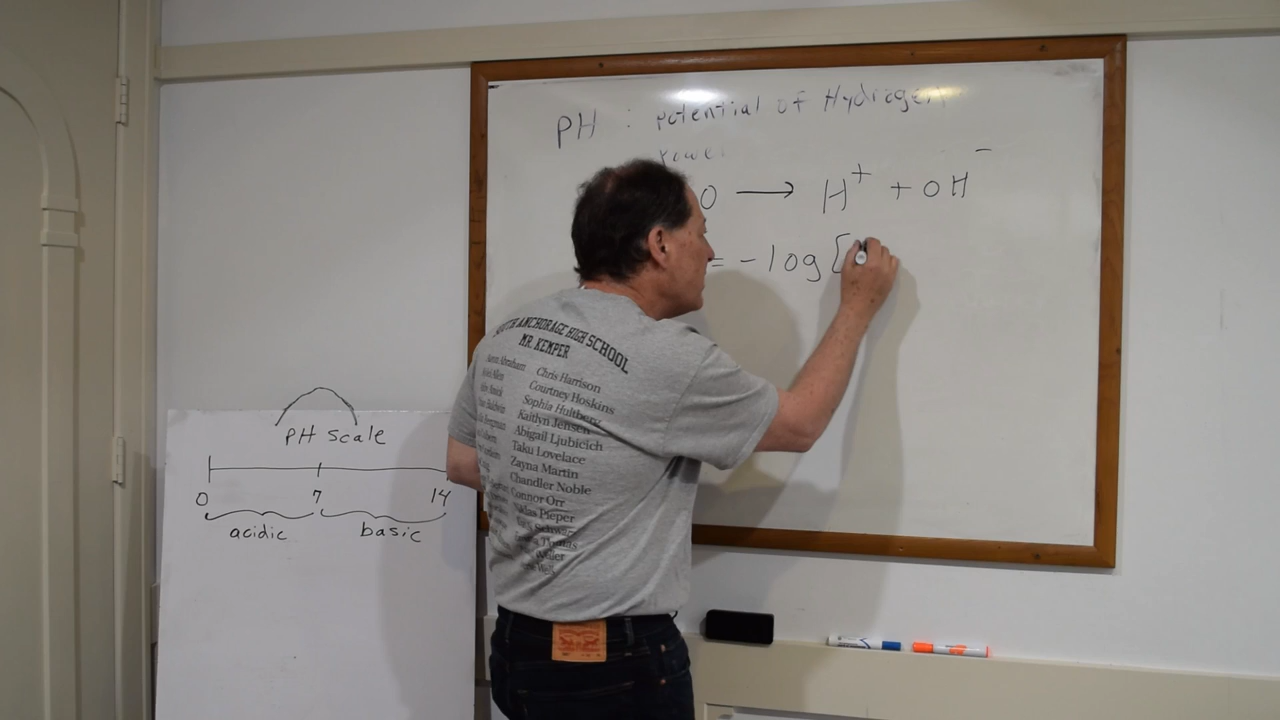 PH : potential of Hydrogen
Power
O → H⁺ + OH⁻
= -log [
PH scale
0 7 14
acidic basic
ANCHORAGE HIGH SCHOOL
MR. KEMPER
Chris Harrison
Courtney Hoskins
Sophia Hultberg
Kaitlyn Jensen
Abigail Ljubicich
Taku Lovelace
Zayna Martin
Chandler Noble
Connor Orr
Pieper